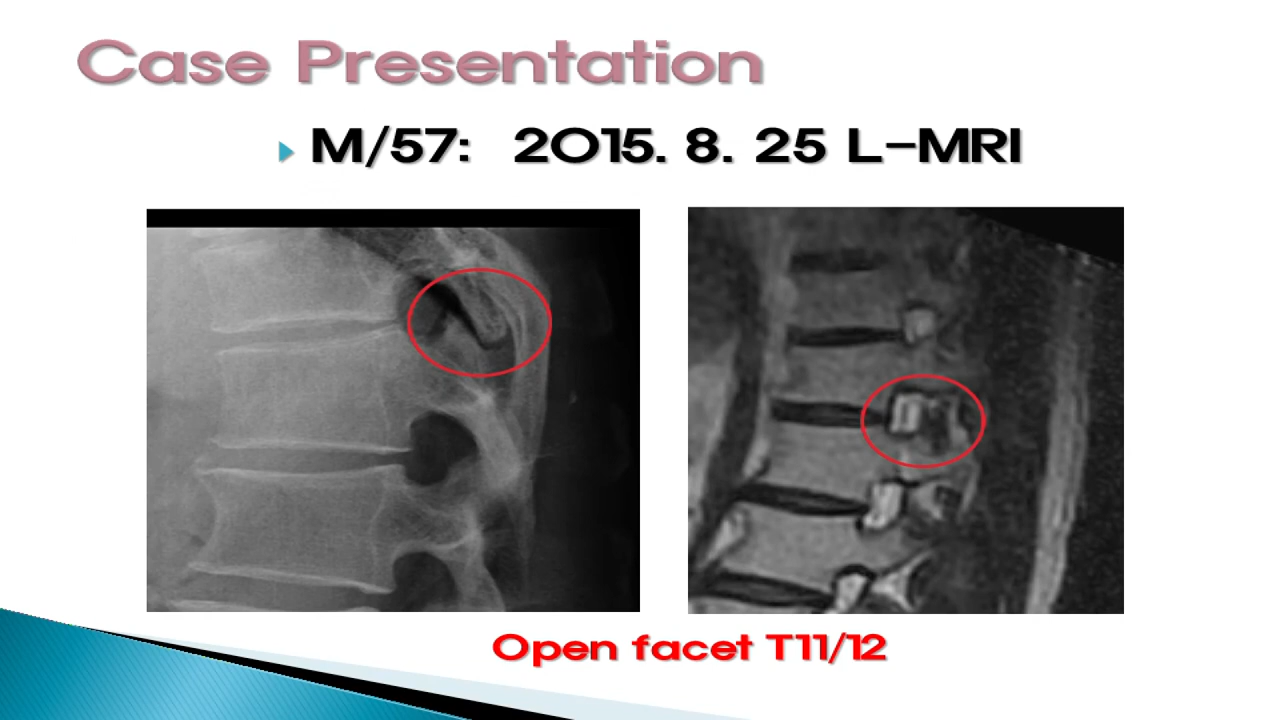 Case Presentation
M/57: 2015. 8. 25 L-MRI
Open facet T11/12